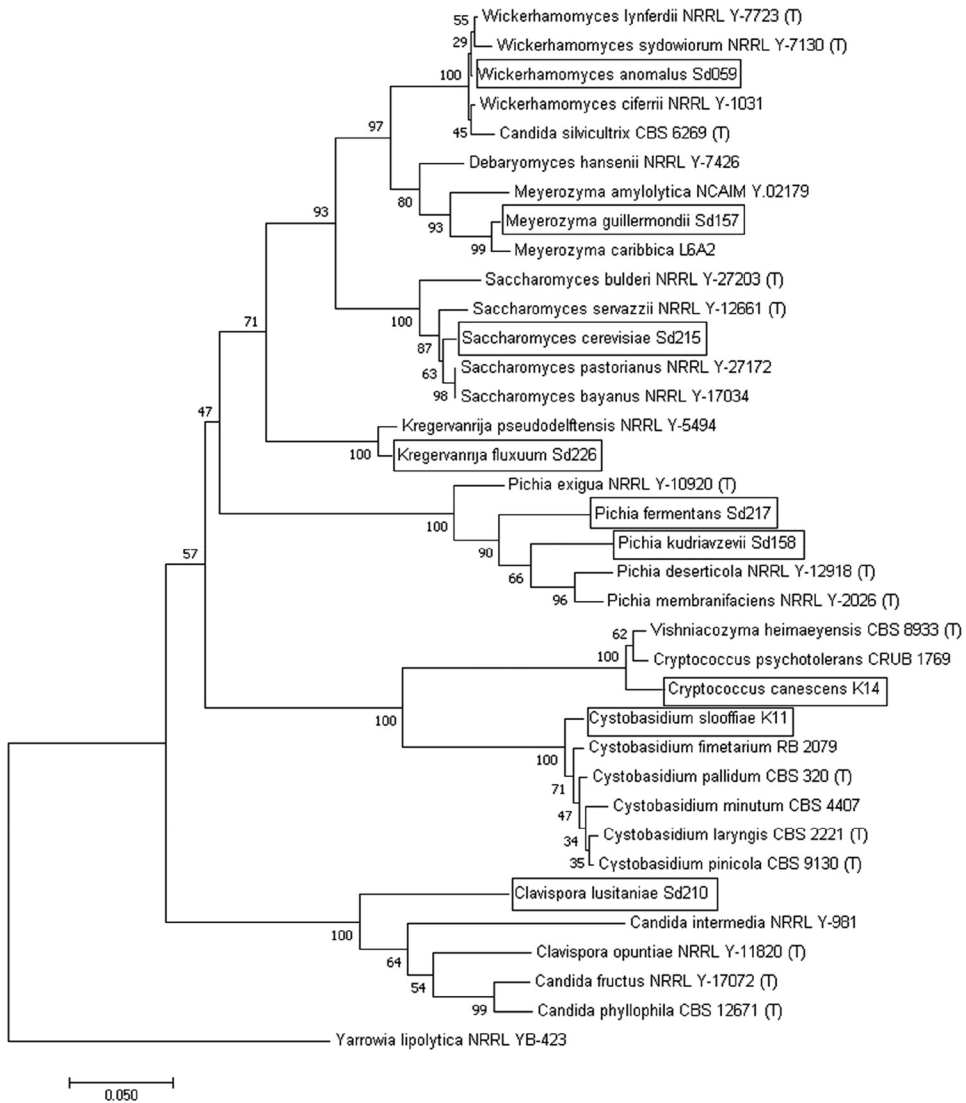 Wickerhamomyces lynferdii NRRL Y-7723 (T)
55
Wickerhamomyces sydowiorum NRRL Y-7130 (T)
29
Wickerhamomyces anomalus Sd059
100
Wickerhamomyces ciferrii NRRL Y-1031
45
Candida silvicultrix CBS 6269 (T)
97
Debaryomyces hansenii NRRL Y-7426
80
Meyerozyma amylolytica NCAIM Y.02179
93
Meyerozyma guillermondii Sd157
99
Meyerozyma caribbica L6A2
93
Saccharomyces bulderi NRRL Y-27203 (T)
100
Saccharomyces servazzii NRRL Y-12661 (T)
87
Saccharomyces cerevisiae Sd215
63
Saccharomyces pastorianus NRRL Y-27172
98
Saccharomyces bayanus NRRL Y-17034
71
Kregervanrija pseudodelftensis NRRL Y-5494
100
Kregervanrija fluxuum Sd226
47
Pichia exigua NRRL Y-10920 (T)
100
Pichia fermentans Sd217
90
Pichia kudriavzevii Sd158
66
Pichia deserticola NRRL Y-12918 (T)
96
Pichia membranifaciens NRRL Y-2026 (T)
57
Vishniacozyma heimaeyensis CBS 8933 (T)
62
Cryptococcus psychotolerans CRUB 1769
100
Cryptococcus canescens K14
100
Cystobasidium slooffiae K11
100
Cystobasidium fimetarium RB 2079
71
Cystobasidium pallidum CBS 320 (T)
47
Cystobasidium minutum CBS 4407
34
Cystobasidium laryngis CBS 2221 (T)
35
Cystobasidium pinicola CBS 9130 (T)
Clavispora lusitaniae Sd210
100
Candida intermedia NRRL Y-981
64
Clavispora opuntiae NRRL Y-11820 (T)
54
Candida fructus NRRL Y-17072 (T)
99
Candida phyllophila CBS 12671 (T)
Yarrowia lipolytica NRRL YB-423
0.050